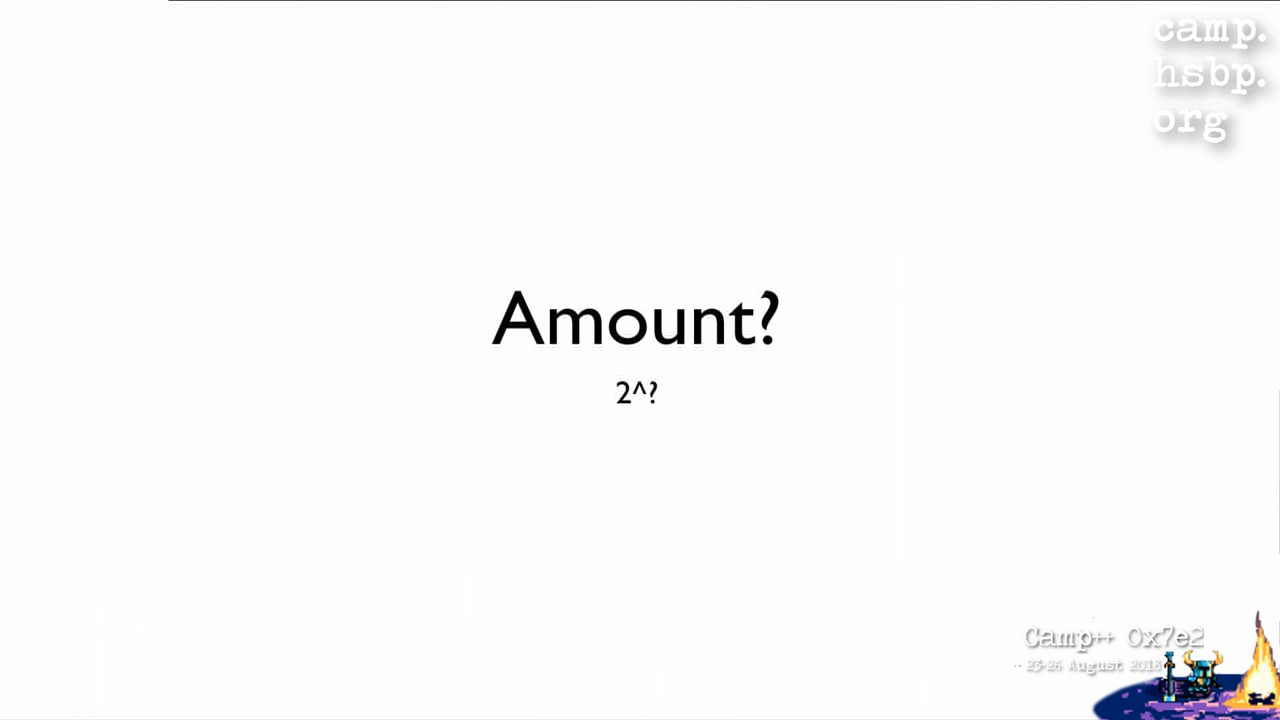 camp.
hsbp.
org
Amount?
2^?
Camp++ 0x7e2
23-26 August 2018